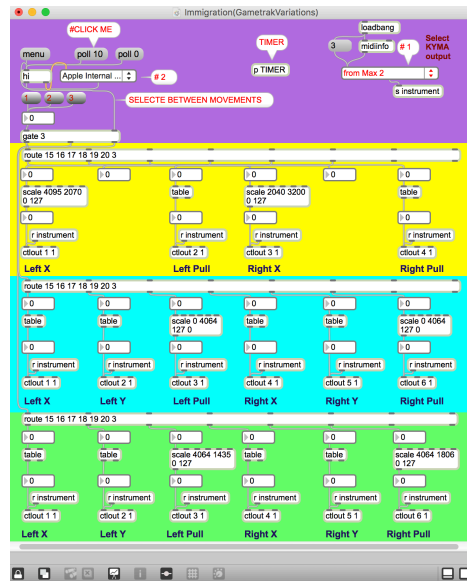 Immigration(GametrakVariations)
#CLICK ME
menu
poll 10
poll 0
hi
Apple Internal ...
# 2
1
2
3
SELECTE BETWEEN MOVEMENTS
0
gate 3
TIMER
p TIMER
loadbang
3
midiinfo
# 1
Select
KYMA
output
from Max 2
s instrument
route 15 16 17 18 19 20 3
0
0
0
0
0
0
scale 4095 2070
0 127
table
scale 2040 3200
0 127
table
0
0
0
0
r instrument
r instrument
r instrument
r instrument
ctlout 1 1
ctlout 2 1
ctlout 3 1
ctlout 4 1
Left X
Left Pull
Right X
Right Pull
route 15 16 17 18 19 20 3
0
0
0
0
0
0
table
table
scale 0 4064
127 0
table
table
scale 0 4064
127 0
0
0
0
0
0
0
r instrument
r instrument
r instrument
r instrument
r instrument
r instrument
ctlout 1 1
ctlout 2 1
ctlout 3 1
ctlout 4 1
ctlout 5 1
ctlout 6 1
Left X
Left Y
Left Pull
Right X
Right Y
Right Pull
route 15 16 17 18 19 20 3
0
0
0
0
0
0
table
table
scale 4064 1435
0 127
table
table
scale 4064 1806
0 127
0
0
0
0
0
0
r instrument
r instrument
r instrument
r instrument
r instrument
r instrument
ctlout 1 1
ctlout 2 1
ctlout 3 1
ctlout 4 1
ctlout 5 1
ctlout 6 1
Left X
Left Y
Left Pull
Right X
Right Y
Right Pull